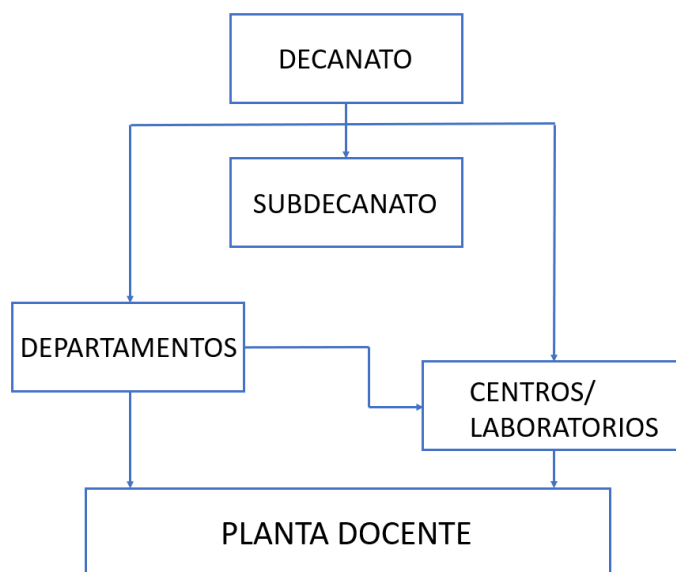 DECANATO
SUBDECANATO
DEPARTAMENTOS
CENTROS/
LABORATORIOS
PLANTA DOCENTE